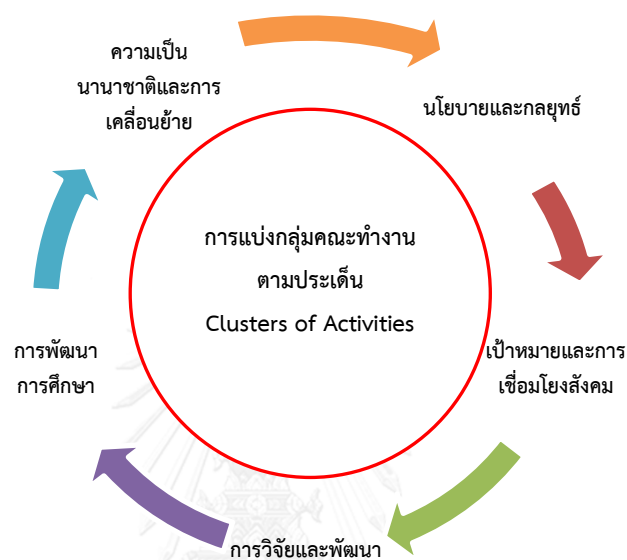 ความเป็น
นานาชาติและการ
เคลื่อนย้าย
นโยบายและกลยุทธ์
การแบ่งกลุ่มคณะทำงาน
ตามประเด็น
Clusters of Activities
เป้าหมายและการ
เชื่อมโยงสังคม
การพัฒนา
การศึกษา
การวิจัยและพัฒนา